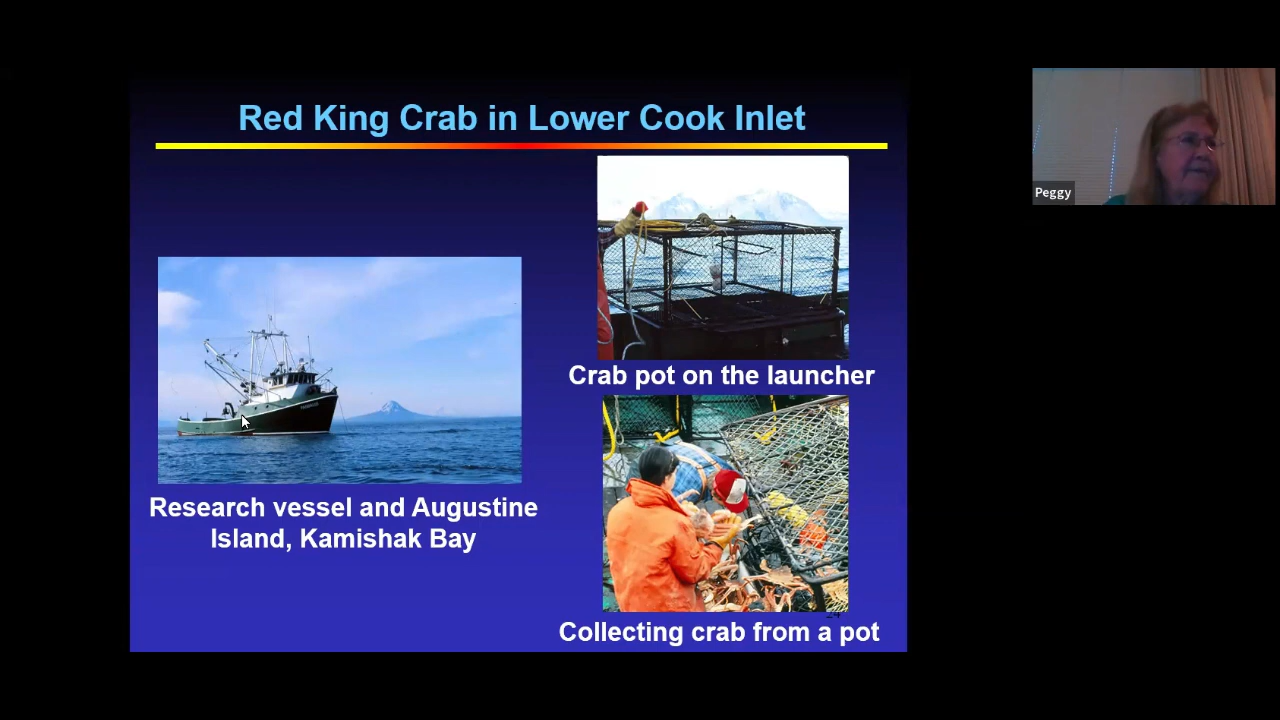 Red King Crab in Lower Cook Inlet
Crab pot on the launcher
Research vessel and Augustine
Island, Kamishak Bay
Collecting crab from a pot
24
Peggy